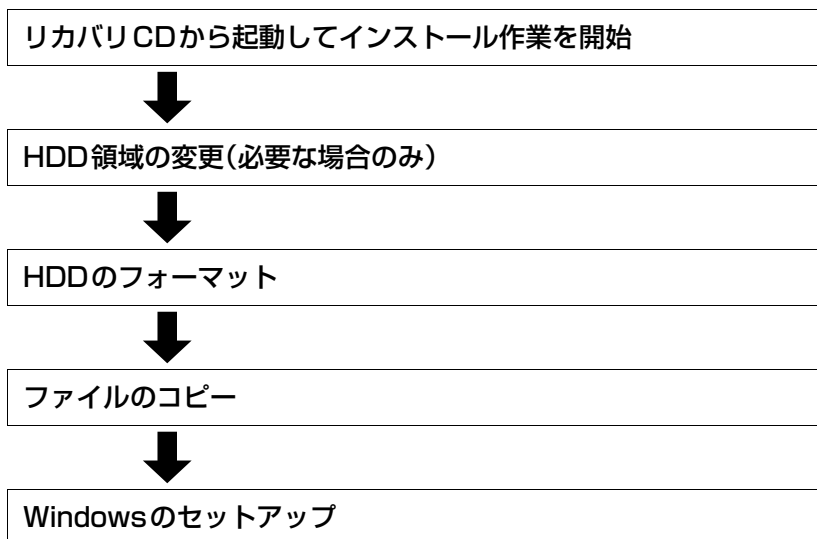 リカバリCDから起動してインストール作業を開始
HDD領域の変更(必要な場合のみ)
HDDのフォーマット
ファイルのコピー
Windowsのセットアップ